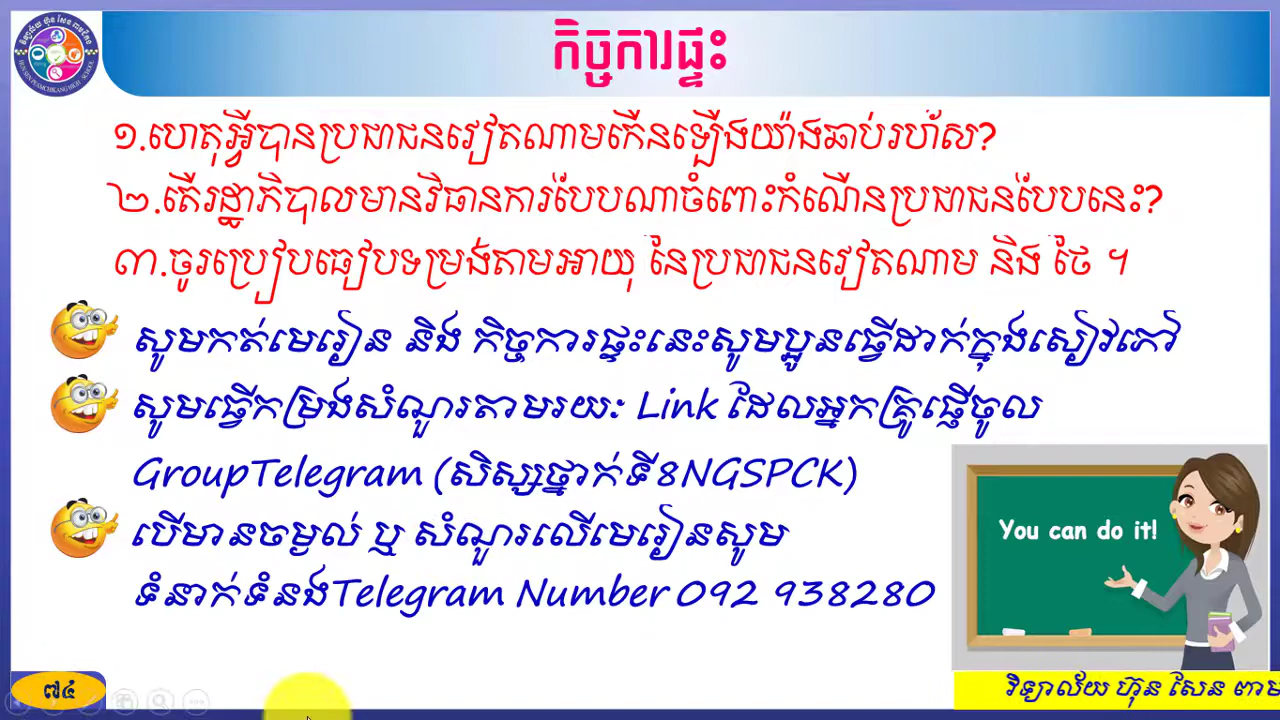 កិច្ចការផ្ទះ
១.ហេតុអ្វីបានប្រជាជនវៀតណាមកើនឡើងយ៉ាងឆាប់រហ័ស?
២.តើរដ្ឋាភិបាលមានវិធានការបែបណាចំពោះកំណើនប្រជាជនបែបនេះ?
៣.ចូរប្រៀបធៀបទម្រង់តាមអាយុ នៃប្រជាជនវៀតណាម និង ថៃ ។
សូមកត់មេរៀន និង កិច្ចការផ្ទះនេះសូមប្អូនធ្វើដាក់ក្នុងសៀវភៅ
សូមធ្វើកម្រងសំណួរតាមរយៈ Link ដែលអ្នកគ្រូផ្ញើចូល
GroupTelegram (សិស្សថ្នាក់ទី8NGSPCK)
បើមានចម្ងល់ ឬ សំណួរលើមេរៀនសូម
ទំនាក់ទំនងTelegram Number 092 938280
You can do it!
៧៤
វិទ្យាល័យ ហ៊ុន សែន ពាម